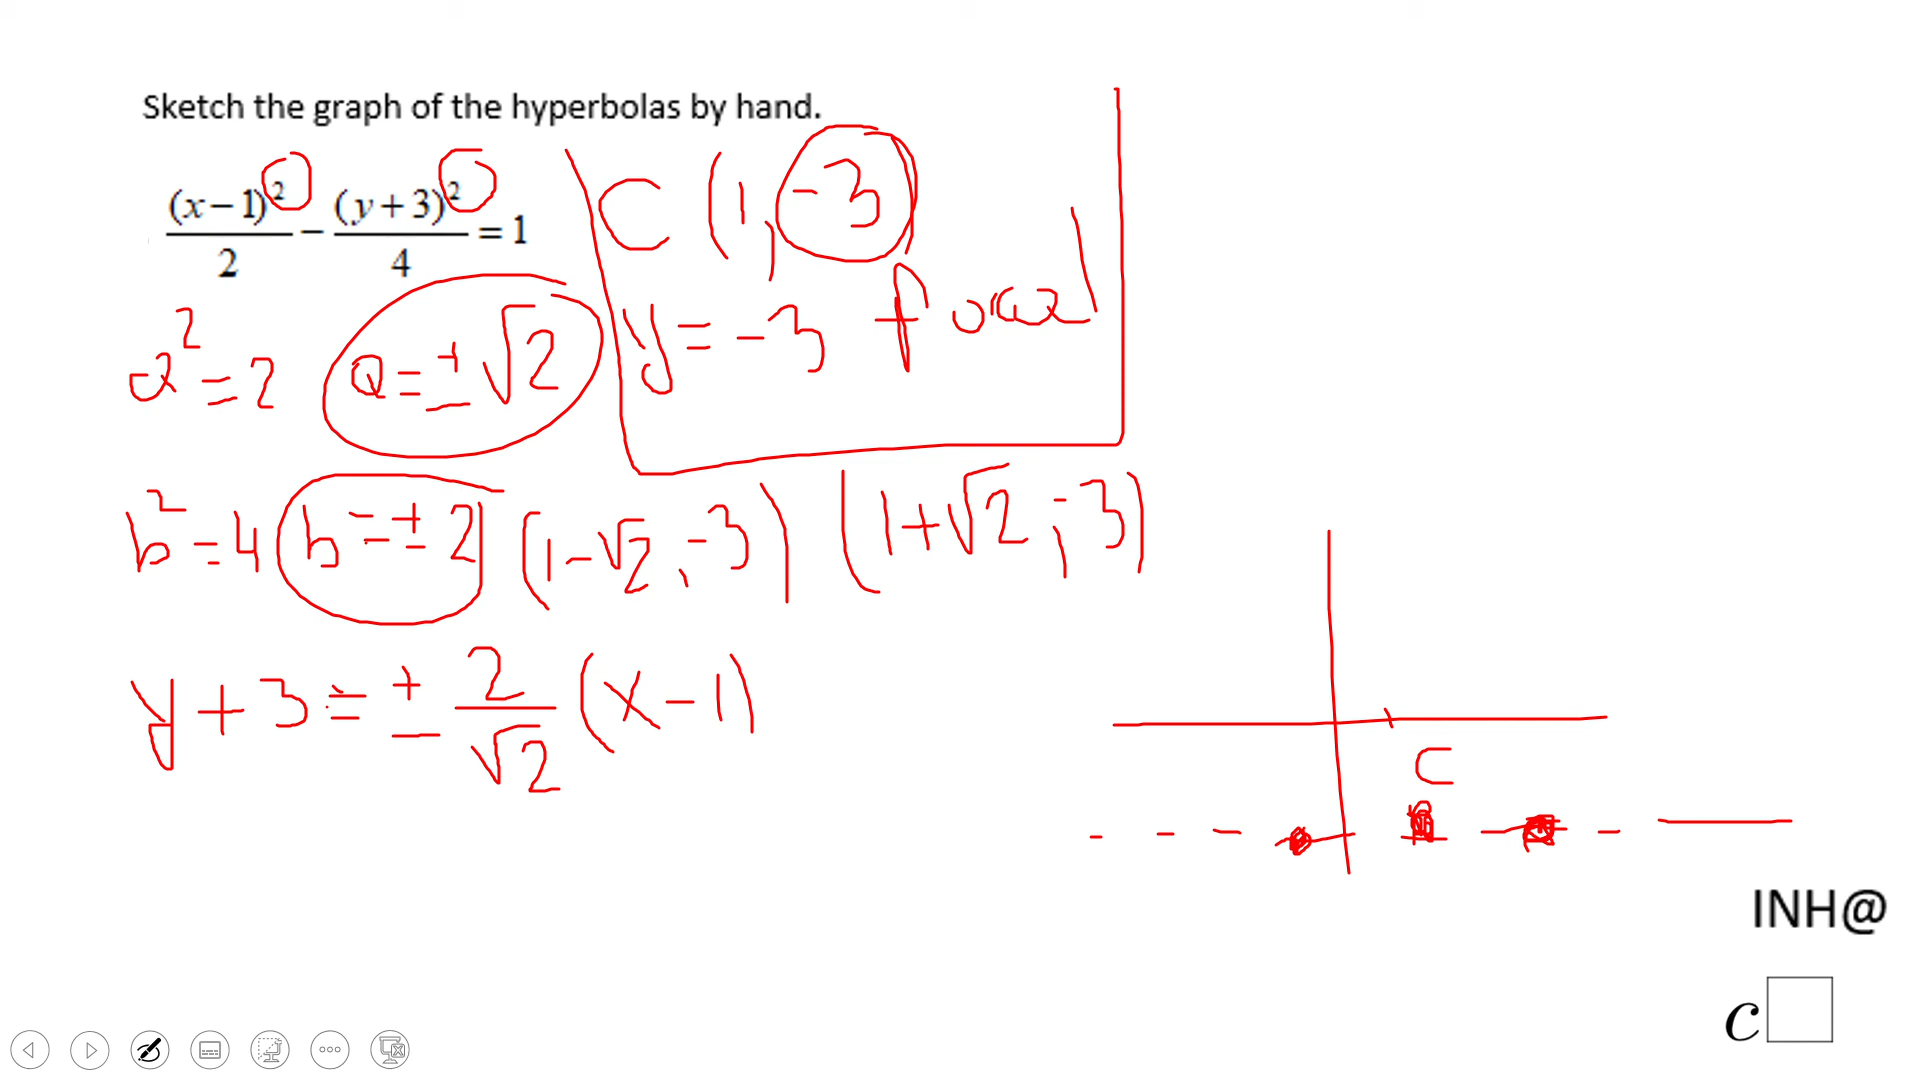 Sketch the graph of the hyperbolas by hand.
(x−1)²/2 − (y+3)²/4 = 1
C (1, −3)
y = −3 focal
a² = 2 a = ± √2
b² = 4 b = ± 2 (1−√2, −3) (1+√2, −3)
y + 3 = ± 2/√2 (x − 1)
C
INH@
c